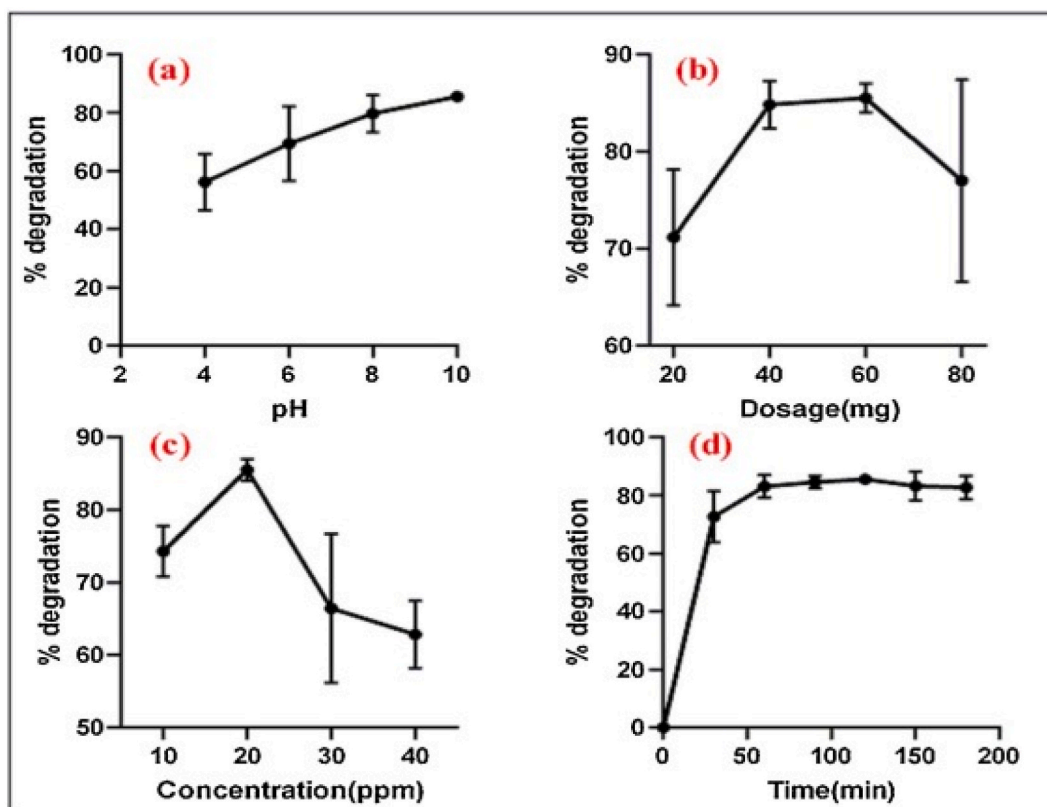 (a)
% degradation
100
80
60
40
20
0
2 4 6 8 10
pH
(b)
% degradation
90
80
70
60
20 40 60 80
Dosage(mg)
(c)
% degradation
90
80
70
60
50
10 20 30 40
Concentration(ppm)
(d)
% degradation
100
80
60
40
20
0
0 50 100 150 200
Time(min)